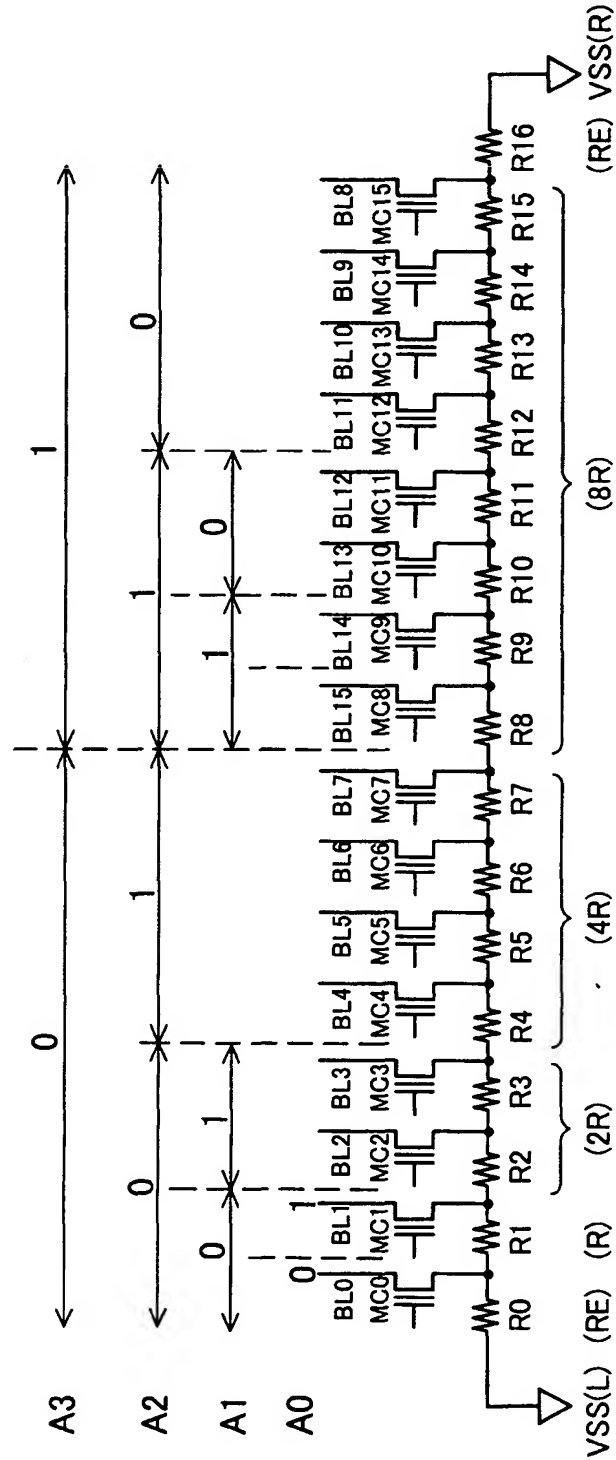 A3 0 1
A2 0 1 1 0
A1 0 1 1 0
A0 0 1
BL0 BL1 BL2 BL3 BL4 BL5 BL6 BL7 BL15 BL14 BL13 BL12 BL11 BL10 BL9 BL8
MC0 MC1 MC2 MC3 MC4 MC5 MC6 MC7 MC8 MC9 MC10 MC11 MC12 MC13 MC14 MC15
R0 R1 R2 R3 R4 R5 R6 R7 R8 R9 R10 R11 R12 R13 R14 R15 R16
VSS(L) (RE) (R) (2R) (4R) (8R) (RE) VSS(R)